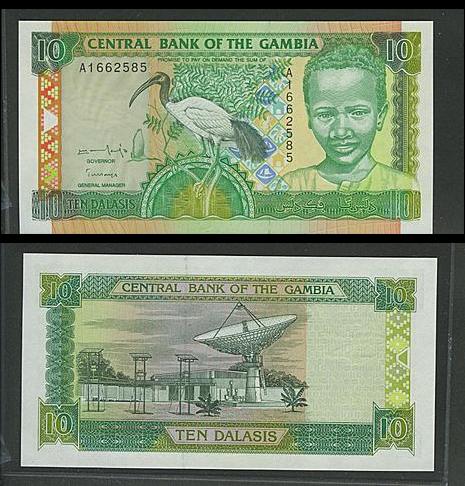 10 CENTRAL BANK OF THE GAMBIA 10
PROMISE TO PAY ON DEMAND THE SUM OF
A1662585
A1662585
GOVERNOR
GENERAL MANAGER
10 TEN DALASIS 10
10 CENTRAL BANK OF THE GAMBIA 10
10 TEN DALASIS 10